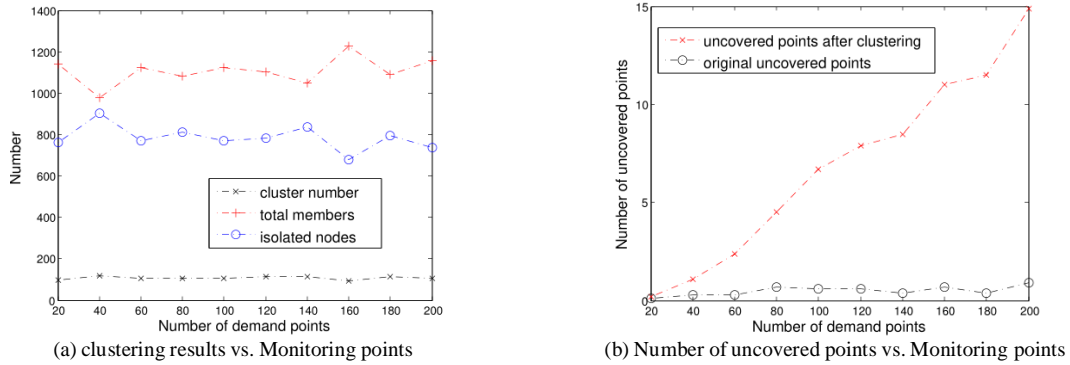 1400
1200
1000
800
600
400
200
0
Number
cluster number
total members
isolated nodes
20 40 60 80 100 120 140 160 180 200
Number of demand points
(a) clustering results vs. Monitoring points
15
10
5
0
Number of uncovered points
uncovered points after clustering
original uncovered points
20 40 60 80 100 120 140 160 180 200
Number of demand points
(b) Number of uncovered points vs. Monitoring points